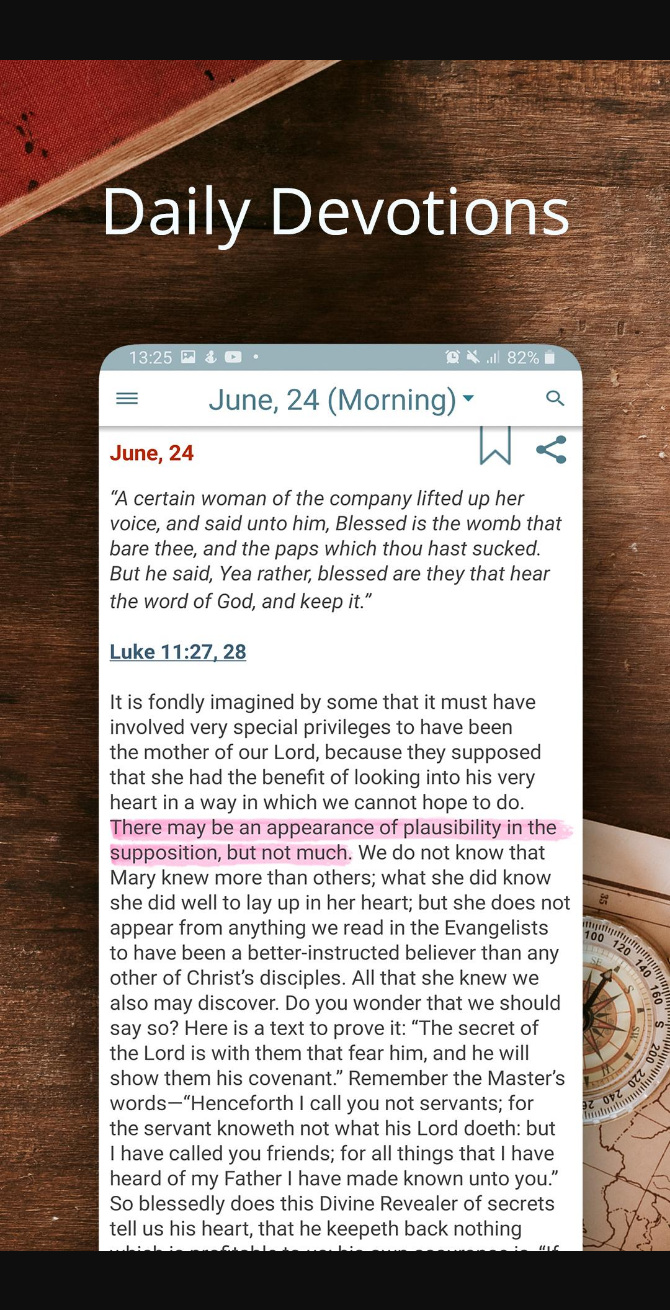 Daily Devotions
13:25
82%
June, 24 (Morning)
June, 24
“A certain woman of the company lifted up her
voice, and said unto him, Blessed is the womb that
bare thee, and the paps which thou hast sucked.
But he said, Yea rather, blessed are they that hear
the word of God, and keep it.”
Luke 11:27, 28
It is fondly imagined by some that it must have
involved very special privileges to have been
the mother of our Lord, because they supposed
that she had the benefit of looking into his very
heart in a way in which we cannot hope to do.
There may be an appearance of plausibility in the
supposition, but not much. We do not know that
Mary knew more than others; what she did know
she did well to lay up in her heart; but she does not
appear from anything we read in the Evangelists
to have been a better-instructed believer than any
other of Christ’s disciples. All that she knew we
also may discover. Do you wonder that we should
say so? Here is a text to prove it: “The secret of
the Lord is with them that fear him, and he will
show them his covenant.” Remember the Master’s
words—“Henceforth I call you not servants; for
the servant knoweth not what his Lord doeth: but
I have called you friends; for all things that I have
heard of my Father I have made known unto you.”
So blessedly does this Divine Revealer of secrets
tell us his heart, that he keepeth back nothing
which is profitable to us; his own assurance is, “If
100 120 140 160 S 200 220 240
SE
SW